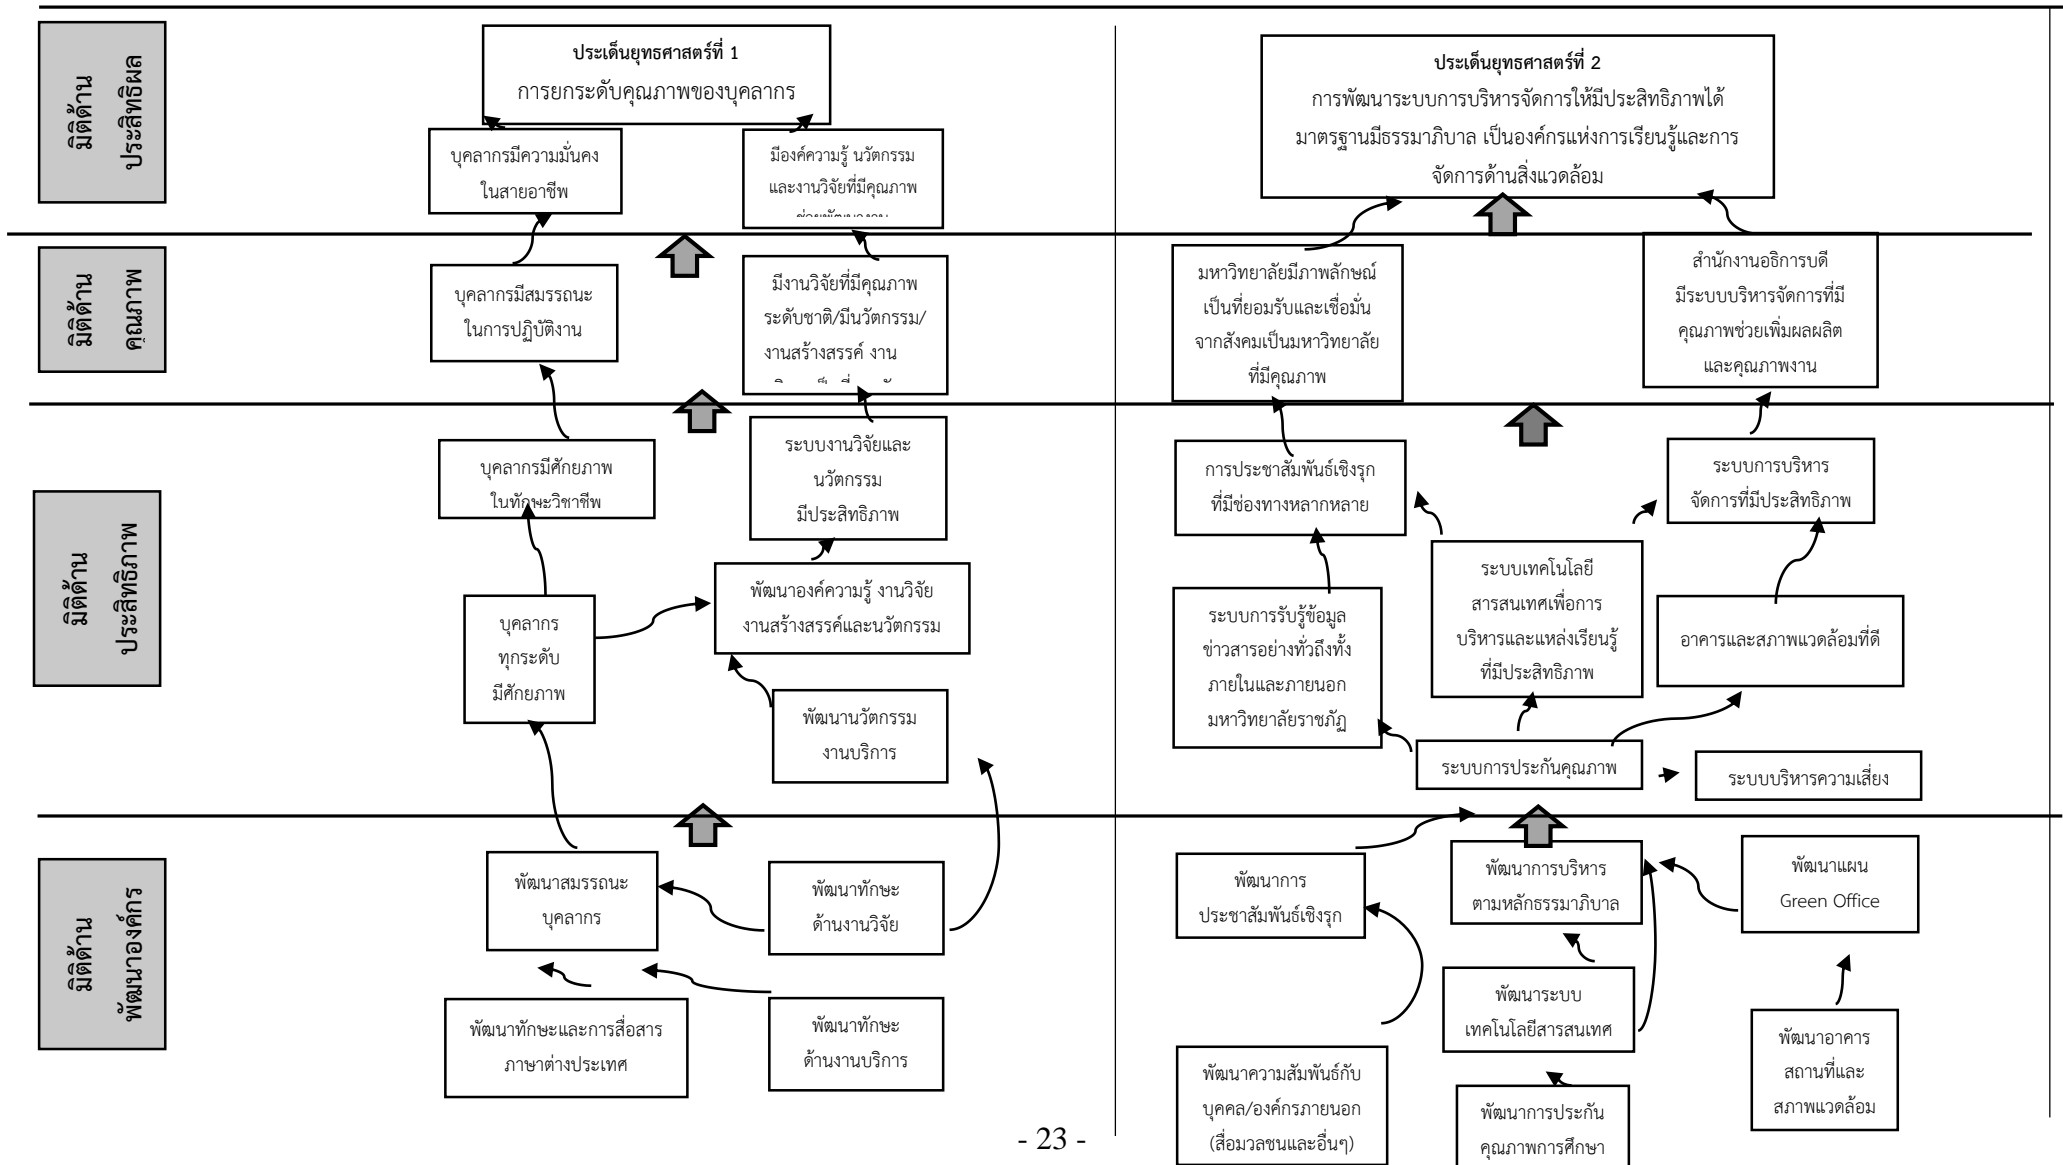 มิติด้าน
ประสิทธิผล
ประเด็นยุทธศาสตร์ที่ 1
การยกระดับคุณภาพของบุคลากร
บุคลากรมีความมั่นคง
ในสายอาชีพ
มีองค์ความรู้ นวัตกรรม
และงานวิจัยที่มีคุณภาพ
ประเด็นยุทธศาสตร์ที่ 2
การพัฒนาระบบการบริหารจัดการให้มีประสิทธิภาพได้
มาตรฐานมีธรรมาภิบาล เป็นองค์กรแห่งการเรียนรู้และการ
จัดการด้านสิ่งแวดล้อม
มิติด้าน
คุณภาพ
บุคลากรมีสมรรถนะ
ในการปฏิบัติงาน
มีงานวิจัยที่มีคุณภาพ
ระดับชาติ/มีนวัตกรรม/
งานสร้างสรรค์ งาน
มหาวิทยาลัยมีภาพลักษณ์
เป็นที่ยอมรับและเชื่อมั่น
จากสังคมเป็นมหาวิทยาลัย
ที่มีคุณภาพ
สำนักงานอธิการบดี
มีระบบบริหารจัดการที่มี
คุณภาพช่วยเพิ่มผลผลิต
และคุณภาพงาน
มิติด้าน
ประสิทธิภาพ
บุคลากรมีศักยภาพ
ในทักษะวิชาชีพ
ระบบงานวิจัยและ
นวัตกรรม
มีประสิทธิภาพ
บุคลากร
ทุกระดับ
มีศักยภาพ
พัฒนาองค์ความรู้ งานวิจัย
งานสร้างสรรค์และนวัตกรรม
พัฒนานวัตกรรม
งานบริการ
การประชาสัมพันธ์เชิงรุก
ที่มีช่องทางหลากหลาย
ระบบการบริหาร
จัดการที่มีประสิทธิภาพ
ระบบการรับรู้ข้อมูล
ข่าวสารอย่างทั่วถึงทั้ง
ภายในและภายนอก
มหาวิทยาลัยราชภัฏ
ระบบเทคโนโลยี
สารสนเทศเพื่อการ
บริหารและแหล่งเรียนรู้
ที่มีประสิทธิภาพ
อาคารและสภาพแวดล้อมที่ดี
ระบบการประกันคุณภาพ
ระบบบริหารความเสี่ยง
มิติด้าน
พัฒนาองค์กร
พัฒนาสมรรถนะ
บุคลากร
พัฒนาทักษะ
ด้านงานวิจัย
พัฒนาทักษะและการสื่อสาร
ภาษาต่างประเทศ
พัฒนาทักษะ
ด้านงานบริการ
พัฒนาการ
ประชาสัมพันธ์เชิงรุก
พัฒนาการบริหาร
ตามหลักธรรมาภิบาล
พัฒนาแผน
Green Office
พัฒนาระบบ
เทคโนโลยีสารสนเทศ
พัฒนาความสัมพันธ์กับ
บุคคล/องค์กรภายนอก
(สื่อมวลชนและอื่นๆ)
พัฒนาการประกัน
คุณภาพการศึกษา
พัฒนาอาคาร
สถานที่และ
สภาพแวดล้อม
- 23 -